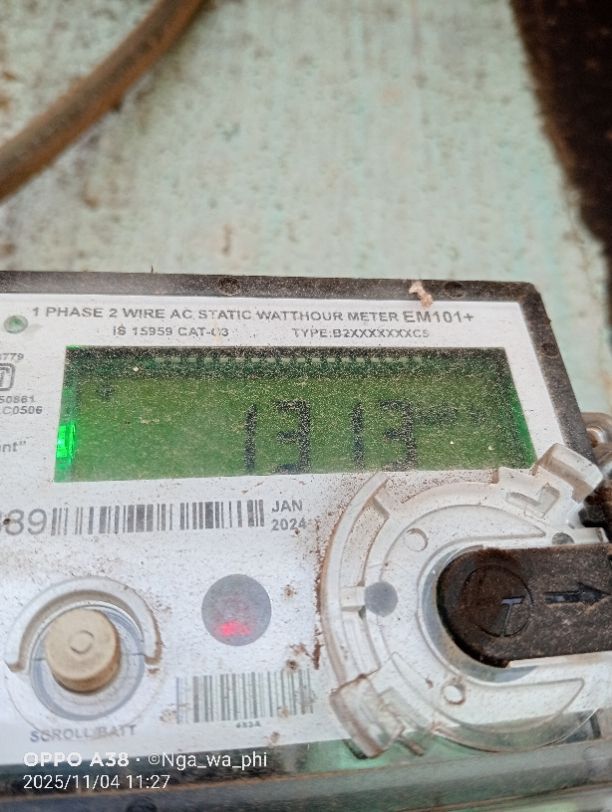 1 PHASE 2 WIRE AC STATIC WATTHOUR METER EM101+
IS 15959 CAT-C3 TYPE:B2XXXXXXXC5
1313
JAN
2024
SCROLL/BATT
T
OPPO A38 · ©Nga_wa_phi
2025/11/04 11:27